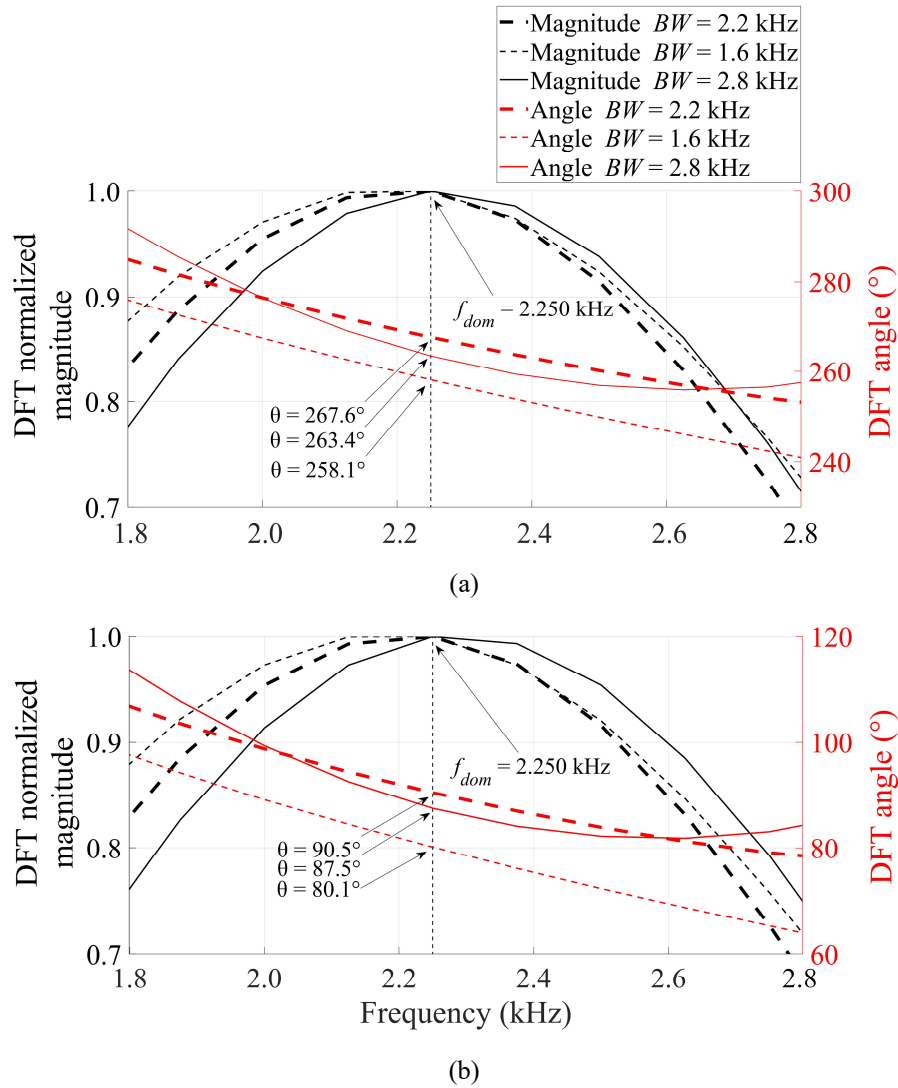 Magnitude BW = 2.2 kHz
Magnitude BW = 1.6 kHz
Magnitude BW = 2.8 kHz
Angle BW = 2.2 kHz
Angle BW = 1.6 kHz
Angle BW = 2.8 kHz
1.0
0.9
0.8
0.7
DFT normalized
magnitude
300
280
260
240
DFT angle (°)
f_dom − 2.250 kHz
θ = 267.6°
θ = 263.4°
θ = 258.1°
1.8
2.0
2.2
2.4
2.6
2.8
(a)
1.0
0.9
0.8
0.7
DFT normalized
magnitude
120
100
80
60
DFT angle (°)
f_dom = 2.250 kHz
θ = 90.5°
θ = 87.5°
θ = 80.1°
1.8
2.0
2.2
2.4
2.6
2.8
Frequency (kHz)
(b)